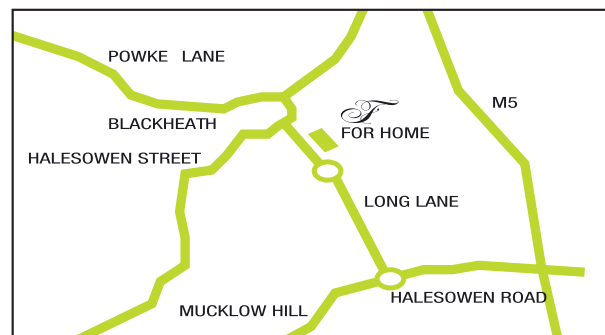 POWKE LANE
M5
F
BLACKHEATH
FOR HOME
HALESOWEN STREET
LONG LANE
HALESOWEN ROAD
MUCKLOW HILL